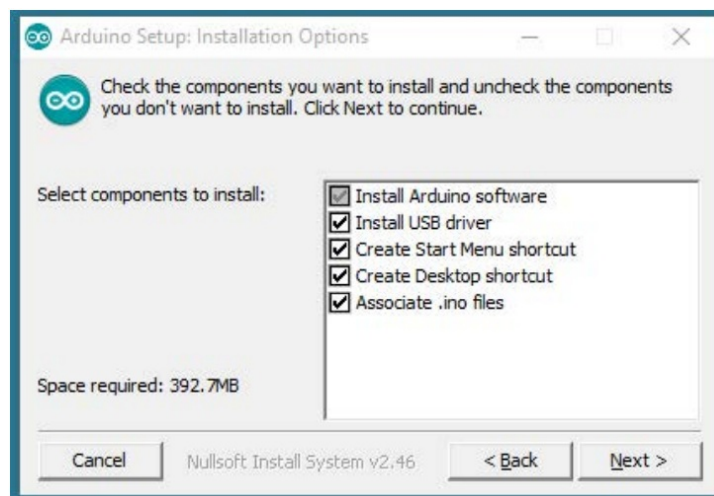 Arduino Setup: Installation Options
Check the components you want to install and uncheck the components
you don't want to install. Click Next to continue.
Select components to install:
Install Arduino software
Install USB driver
Create Start Menu shortcut
Create Desktop shortcut
Associate .ino files
Space required: 392.7MB
Cancel
Nullsoft Install System v2.46
< Back
Next >